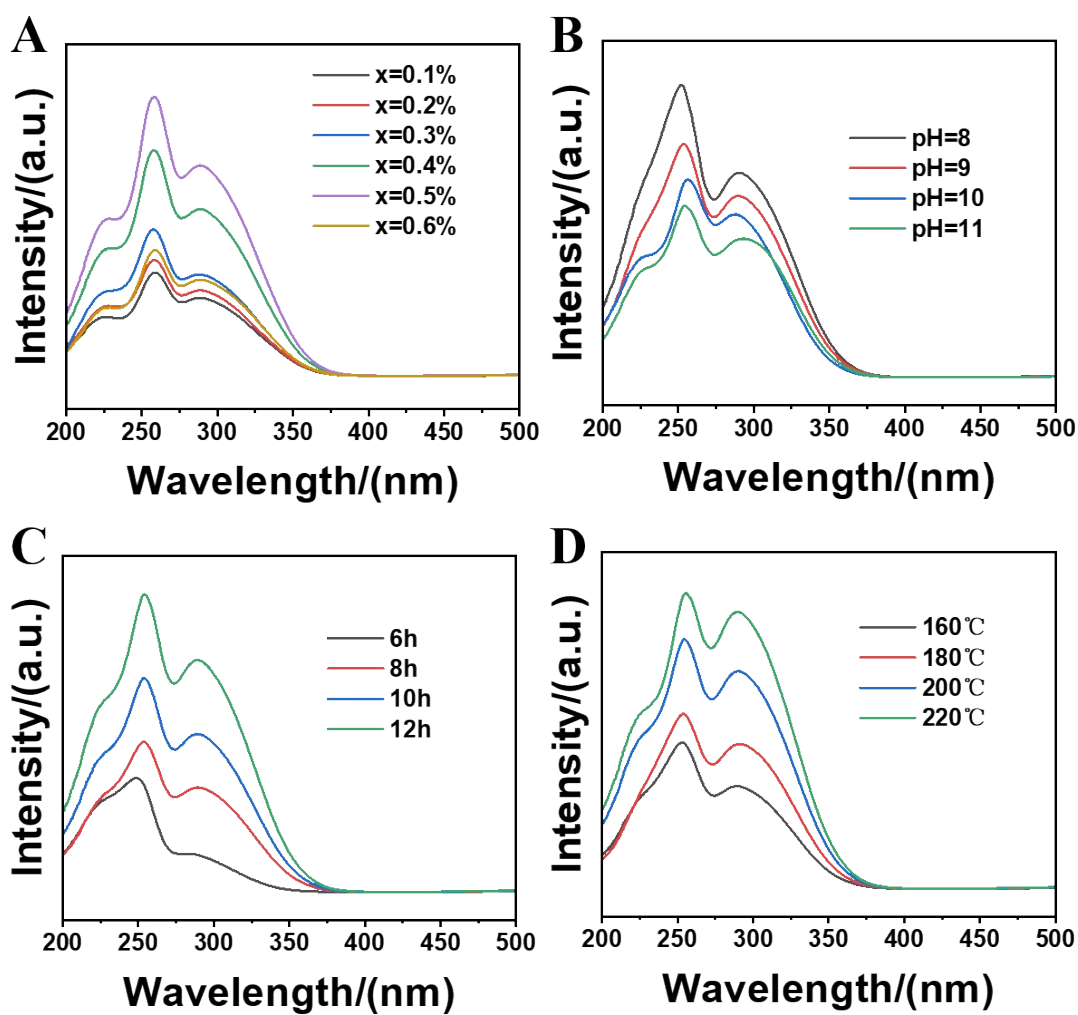 A
Intensity/(a.u.)
x=0.1%
x=0.2%
x=0.3%
x=0.4%
x=0.5%
x=0.6%
200 250 300 350 400 450 500
Wavelength/(nm)
B
Intensity/(a.u.)
pH=8
pH=9
pH=10
pH=11
200 250 300 350 400 450 500
Wavelength/(nm)
C
Intensity/(a.u.)
6h
8h
10h
12h
200 250 300 350 400 450 500
Wavelength/(nm)
D
Intensity/(a.u.)
160℃
180℃
200℃
220℃
200 250 300 350 400 450 500
Wavelength/(nm)